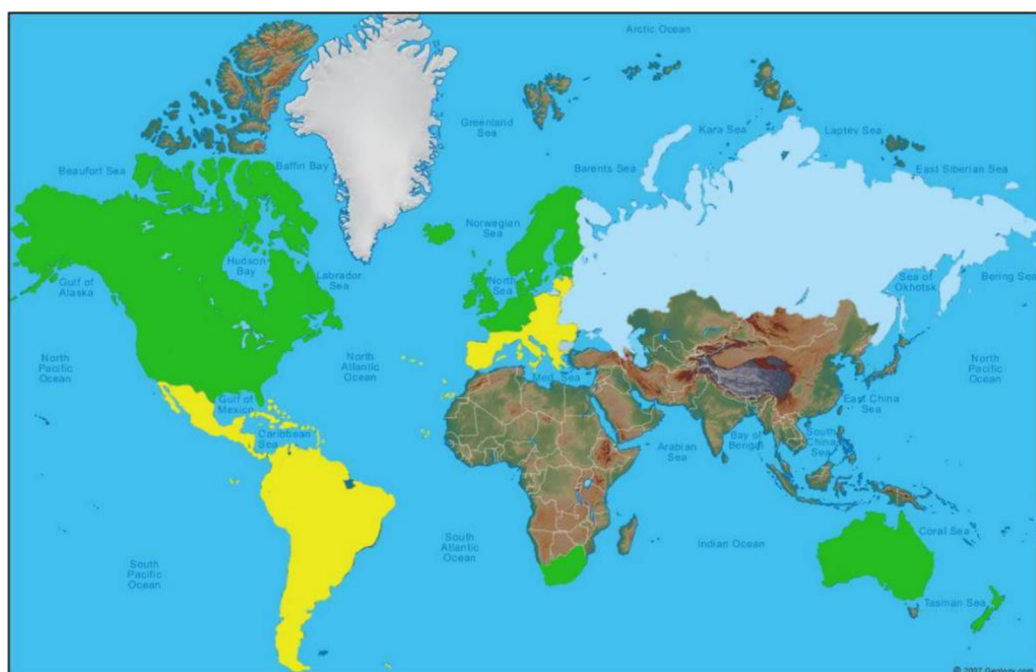 Arctic Ocean
Greenland
Sea
Kara Sea
Laptev Sea
Beaufort Sea
Baffin Bay
Barents Sea
East Siberian Sea
Norwegian
Sea
Hudson
Bay
Labrador
Sea
North
Sea
Gulf of
Alaska
Sea of
Okhotsk
Bering Sea
North
Pacific
Ocean
North
Atlantic
Ocean
Med. Sea
North
Pacific
Ocean
Gulf of
Mexico
East China
Sea
Caribbean
Sea
Arabian
Sea
Bay of
Bengal
South
China
Sea
South
Atlantic
Ocean
Indian Ocean
Coral Sea
South
Pacific
Ocean
Tasman Sea
© 2007 Geology.com